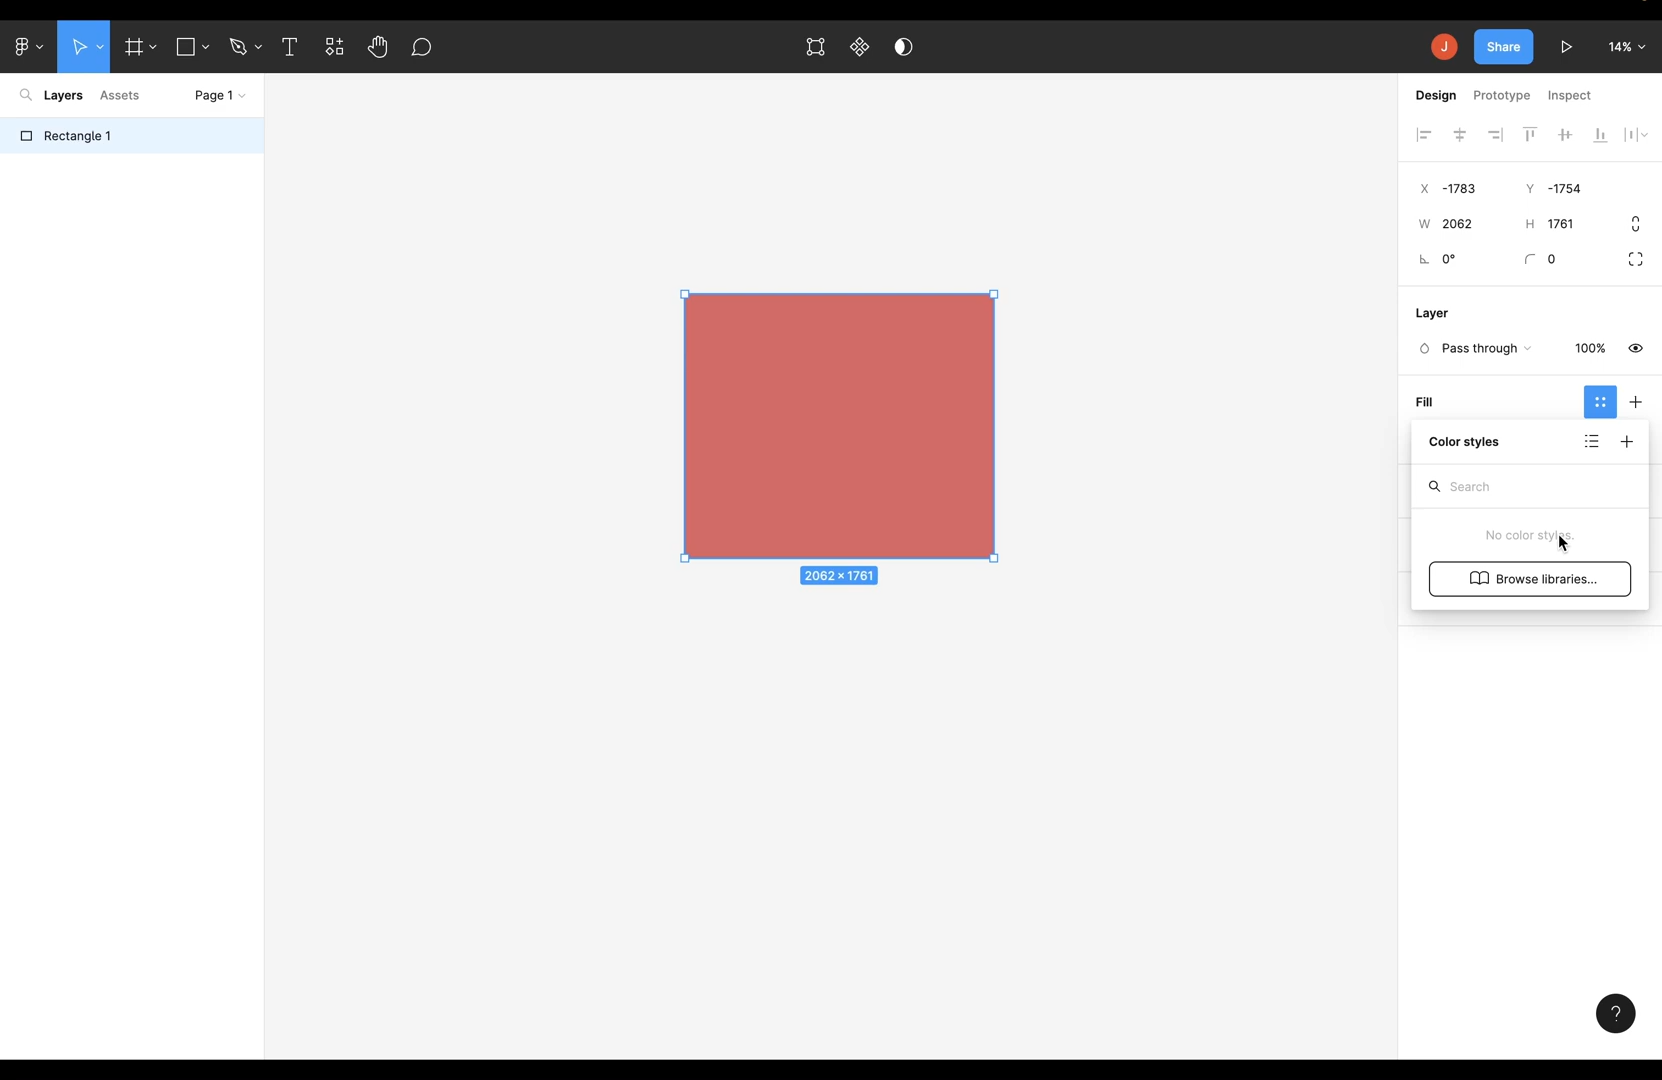 J
Share
14%
Layers
Assets
Page 1
Rectangle 1
Design
Prototype
Inspect
X -1783
Y -1754
W 2062
H 1761
0°
0
Layer
Pass through
100%
Fill
Color styles
Search
No color styles.
Browse libraries...
2062 × 1761
?